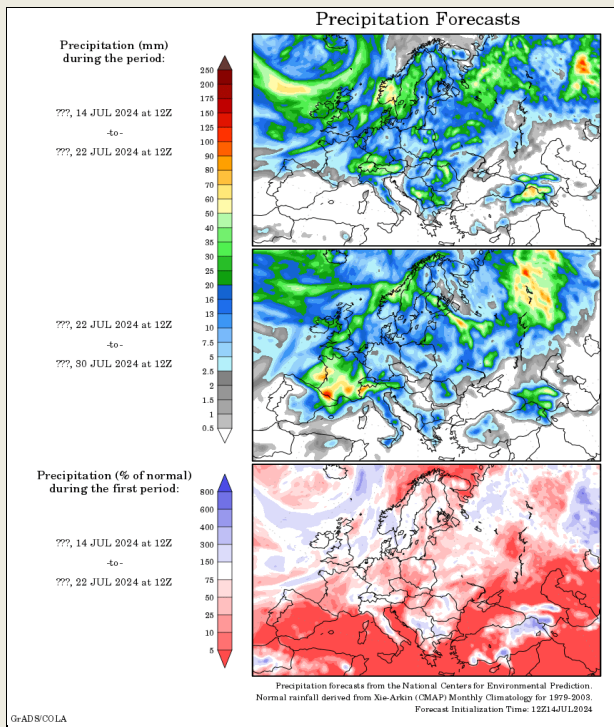 Precipitation Forecasts
Precipitation (mm)
during the period:
???, 14 JUL 2024 at 12Z
-to-
???, 22 JUL 2024 at 12Z
250
200
175
150
125
100
90
80
70
60
50
40
35
30
25
20
16
13
10
7.5
5
2.5
2
1.5
1
0.5
???, 22 JUL 2024 at 12Z
-to-
???, 30 JUL 2024 at 12Z
Precipitation (% of normal)
during the first period:
800
600
400
300
150
75
50
25
10
5
???, 14 JUL 2024 at 12Z
-to-
???, 22 JUL 2024 at 12Z
Precipitation forecasts from the National Centers for Environmental Prediction.
Normal rainfall derived from Xie-Arkin (CMAP) Monthly Climatology for 1979-2003.
Forecast Initialization Time: 12Z14JUL2024
GrADS/COLA